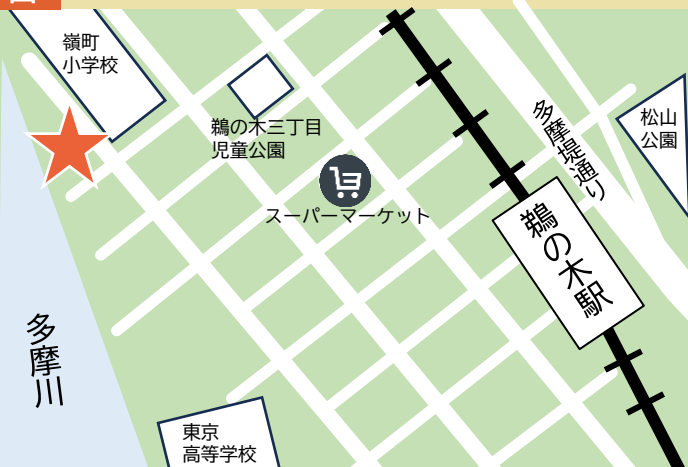 嶺町
小学校
鵜の木三丁目
児童公園
スーパーマーケット
多摩堤通り
松山
公園
鵜の木駅
多摩川
東京
高等学校